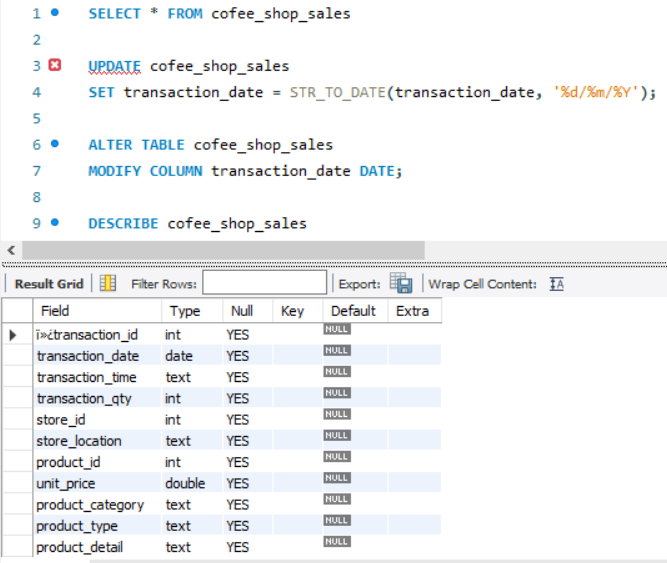 1 SELECT * FROM cofee_shop_sales
2
3 UPDATE cofee_shop_sales
4 SET transaction_date = STR_TO_DATE(transaction_date, '%d/%m/%Y');
5
6 ALTER TABLE cofee_shop_sales
7 MODIFY COLUMN transaction_date DATE;
8
9 DESCRIBE cofee_shop_sales
Result Grid Filter Rows: Export: Wrap Cell Content: IA
Field Type Null Key Default Extra
ï»¿transaction_id int YES NULL
transaction_date date YES NULL
transaction_time text YES NULL
transaction_qty int YES NULL
store_id int YES NULL
store_location text YES NULL
product_id int YES NULL
unit_price double YES NULL
product_category text YES NULL
product_type text YES NULL
product_detail text YES NULL